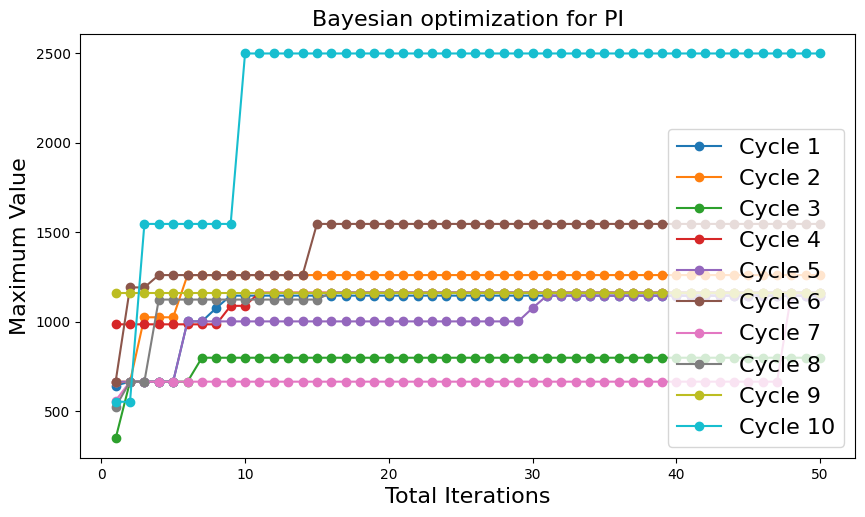 Bayesian optimization for PI
Maximum Value
2500
2000
1500
1000
500
Cycle 1
Cycle 2
Cycle 3
Cycle 4
Cycle 5
Cycle 6
Cycle 7
Cycle 8
Cycle 9
Cycle 10
0
10
20
30
40
50
Total Iterations